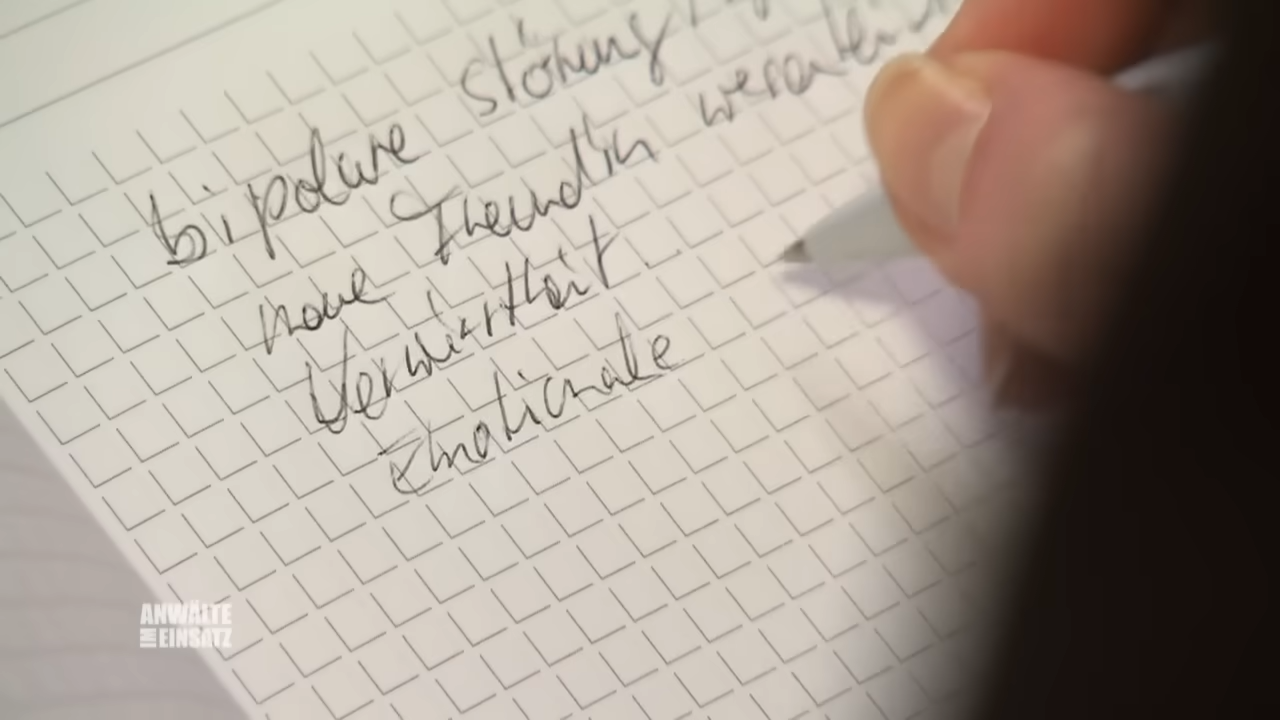 bipolare Störung
neue Freundin
Verwirrtheit
Emotionale
ANWÄLTE
IM EINSATZ